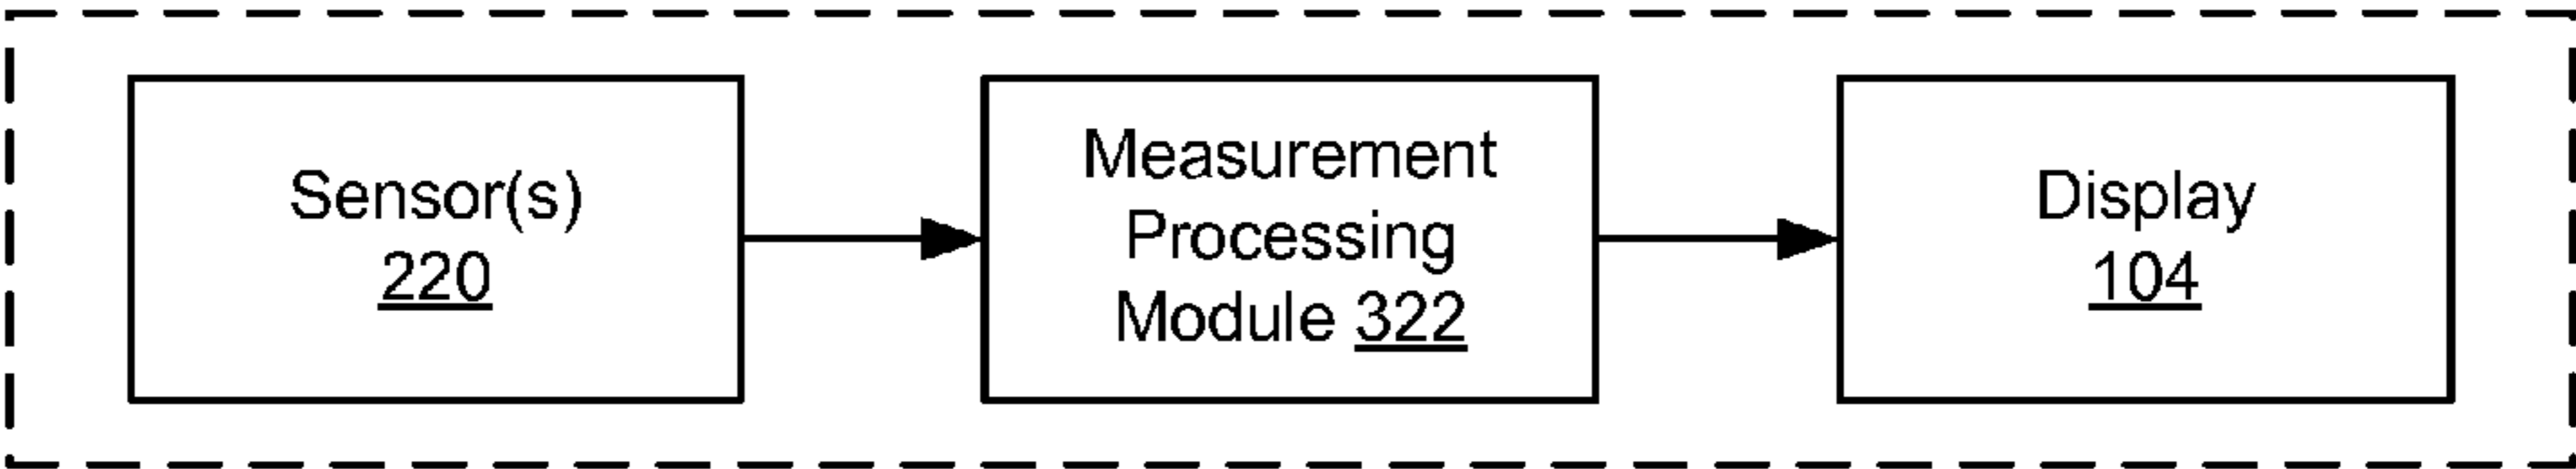 Sensor(s)
220
Measurement
Processing
Module 322
Display
104